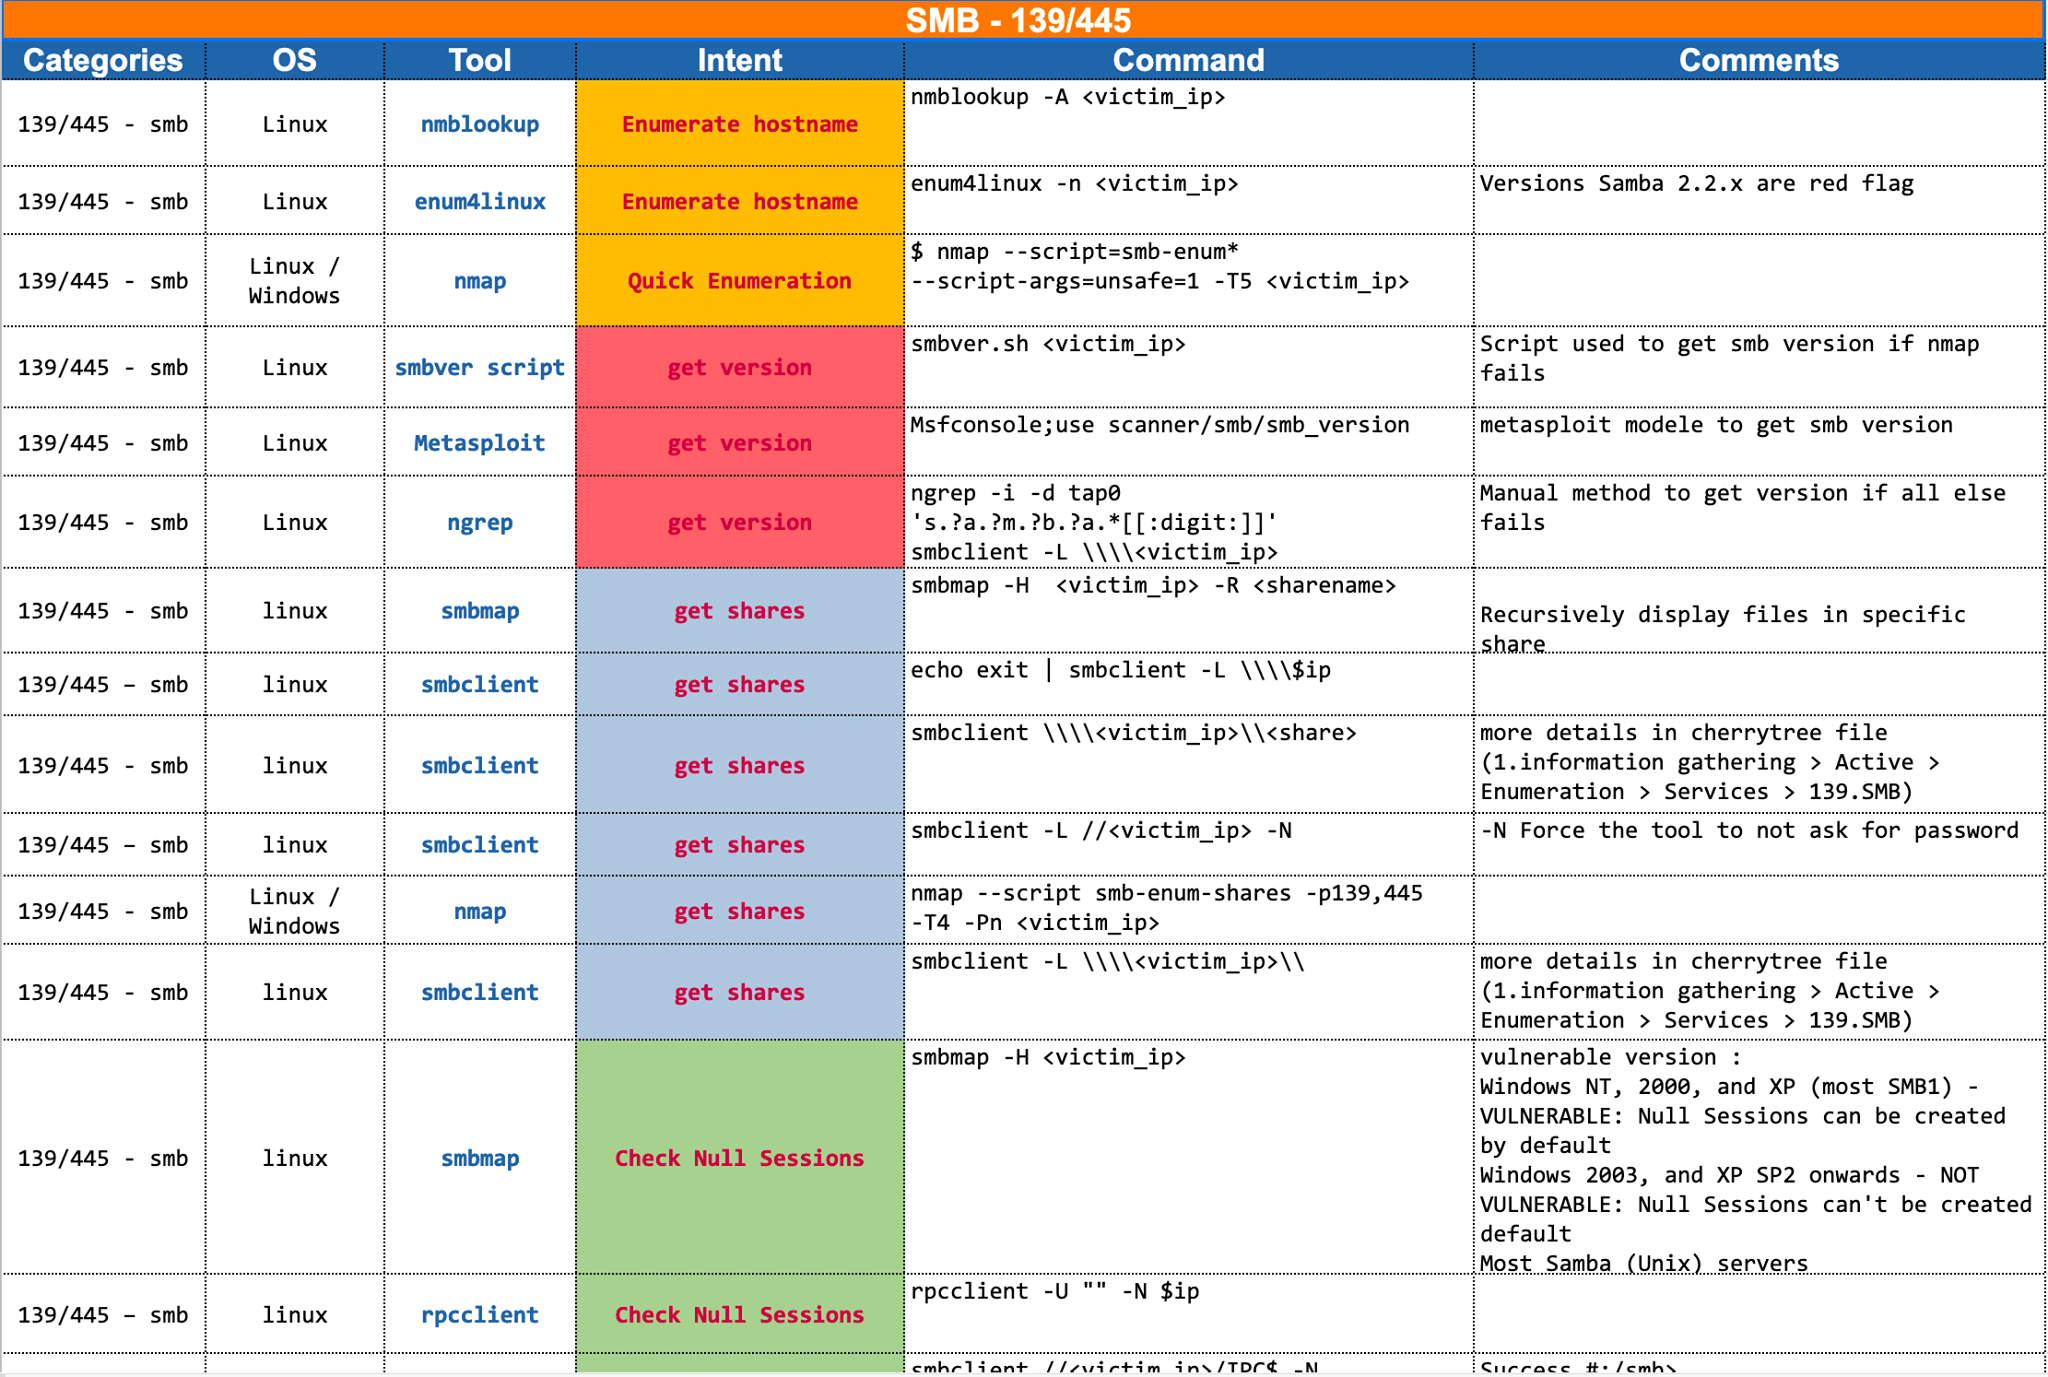 SMB - 139/445
Categories OS Tool Intent Command Comments
139/445 - smb Linux nmblookup Enumerate hostname nmblookup -A <victim_ip>
139/445 - smb Linux enum4linux Enumerate hostname enum4linux -n <victim_ip> Versions Samba 2.2.x are red flag
139/445 - smb Linux / Windows nmap Quick Enumeration $ nmap --script=smb-enum*
--script-args=unsafe=1 -T5 <victim_ip>
139/445 - smb Linux smbver script get version smbver.sh <victim_ip> Script used to get smb version if nmap
fails
139/445 - smb Linux Metasploit get version Msfconsole;use scanner/smb/smb_version metasploit modele to get smb version
139/445 - smb Linux ngrep get version ngrep -i -d tap0
's.?a.?m.?b.?a.*[[:digit:]]'
smbclient -L \\\\<victim_ip>
Manual method to get version if all else
fails
139/445 - smb linux smbmap get shares smbmap -H  <victim_ip> -R <sharename>
Recursively display files in specific
share
139/445 – smb linux smbclient get shares echo exit | smbclient -L \\\\$ip
139/445 - smb linux smbclient get shares smbclient \\\\<victim_ip>\\<share> more details in cherrytree file
(1.information gathering > Active >
Enumeration > Services > 139.SMB)
139/445 – smb linux smbclient get shares smbclient -L //<victim_ip> -N -N Force the tool to not ask for password
139/445 - smb Linux / Windows nmap get shares nmap --script smb-enum-shares -p139,445
-T4 -Pn <victim_ip>
139/445 - smb linux smbclient get shares smbclient -L \\\\<victim_ip>\\ more details in cherrytree file
(1.information gathering > Active >
Enumeration > Services > 139.SMB)
139/445 - smb linux smbmap Check Null Sessions smbmap -H <victim_ip> vulnerable version :
Windows NT, 2000, and XP (most SMB1) -
VULNERABLE: Null Sessions can be created
by default
Windows 2003, and XP SP2 onwards - NOT
VULNERABLE: Null Sessions can't be created
default
Most Samba (Unix) servers
139/445 – smb linux rpcclient Check Null Sessions rpcclient -U "" -N $ip
smbclient //<victim_ip>/IPC$ -N Success #:/smb>